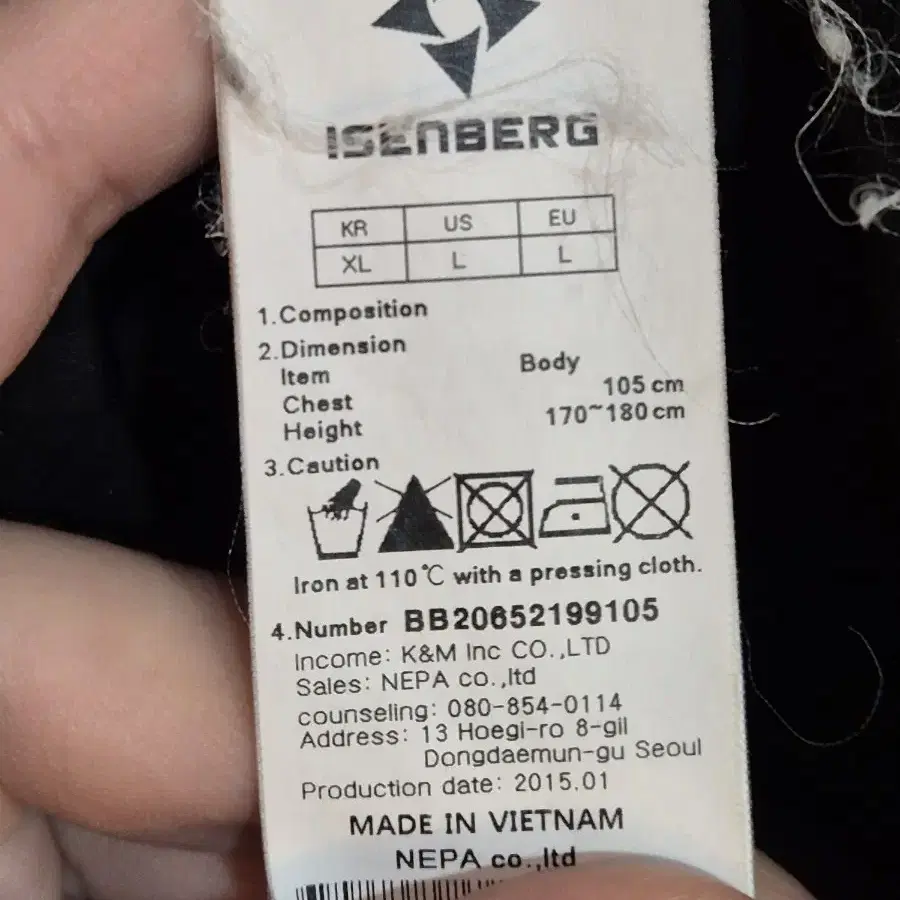 ISENBERG
KR US EU
XL L L
1.Composition
2.Dimension
Item Body
Chest 105 cm
Height 170~180 cm
3.Caution
Iron at 110℃ with a pressing cloth.
4.Number BB20652199105
Income: K&M Inc CO.,LTD
Sales: NEPA co.,ltd
counseling: 080-854-0114
Address: 13 Hoegi-ro 8-gil
Dongdaemun-gu Seoul
Production date: 2015.01
MADE IN VIETNAM
NEPA co.,ltd